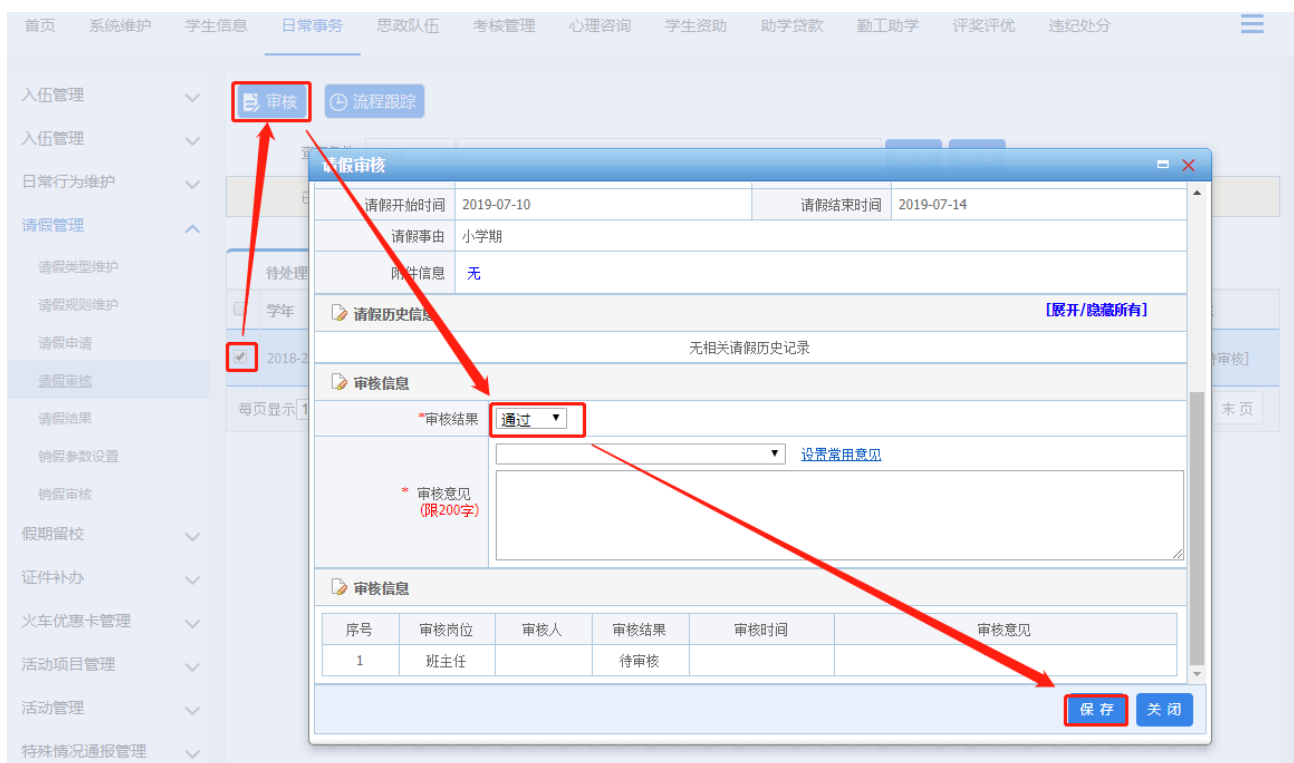 首页 系统维护 学生信息 日常事务 思政队伍 考核管理 心理咨询 学生资助 助学贷款 勤工助学 评奖评优 违纪处分
入伍管理
入伍管理
日常行为维护
请假管理
请假类型维护
请假规则维护
请假申请
请假审核
请假结果
销假参数设置
销假审核
假期留校
证件补办
火车优惠卡管理
活动项目管理
活动管理
特殊情况通报管理
审核 流程跟踪
待处理
学年
2018-2
待审核]
每页显示1
末页
请假审核
请假开始时间 2019-07-10 请假结束时间 2019-07-14
请假事由 小学期
附件信息 无
请假历史信息 [展开/隐藏所有]
无相关请假历史记录
审核信息
*审核结果 通过
设置常用意见
* 审核意见
(限200字)
审核信息
序号 审核岗位 审核人 审核结果 审核时间 审核意见
1 班主任 待审核
保存 关闭